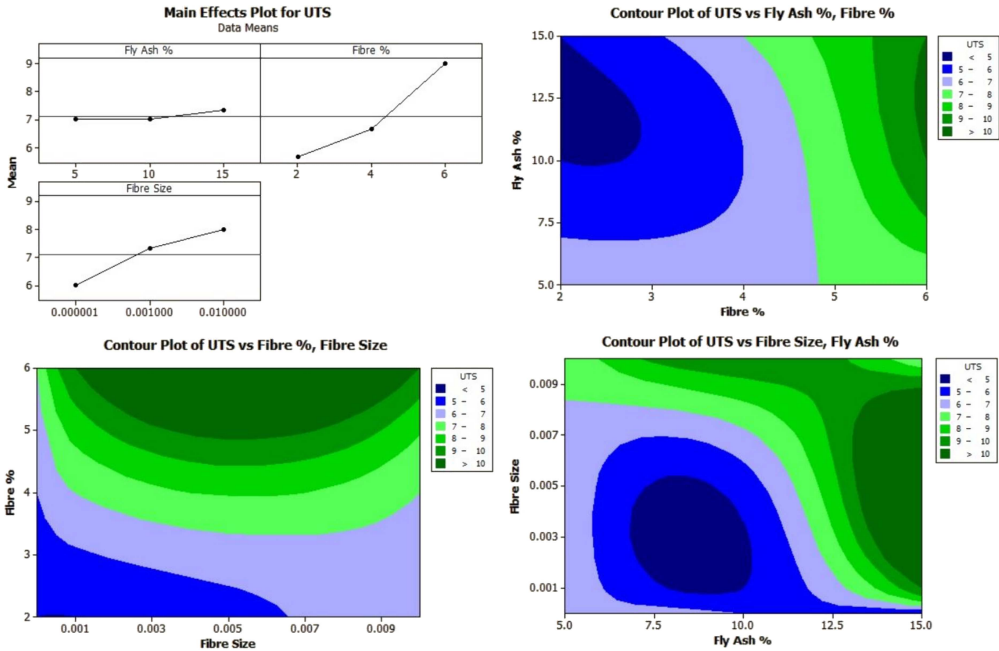 Main Effects Plot for UTS
Data Means
Fly Ash %
Fibre %
9
8
7
6
5
10
15
2
4
6
Mean
Fibre Size
9
8
7
6
0.000001
0.001000
0.010000
Contour Plot of UTS vs Fly Ash %, Fibre %
15.0
12.5
10.0
7.5
5.0
Fly Ash %
2
3
4
5
6
Fibre %
UTS
< 5
5 – 6
6 – 7
7 – 8
8 – 9
9 – 10
> 10
Contour Plot of UTS vs Fibre %, Fibre Size
6
5
4
3
2
Fibre %
0.001
0.003
0.005
0.007
0.009
Fibre Size
UTS
< 5
5 – 6
6 – 7
7 – 8
8 – 9
9 – 10
> 10
Contour Plot of UTS vs Fibre Size, Fly Ash %
0.009
0.007
0.005
0.003
0.001
Fibre Size
5.0
7.5
10.0
12.5
15.0
Fly Ash %
UTS
< 5
5 – 6
6 – 7
7 – 8
8 – 9
9 – 10
> 10